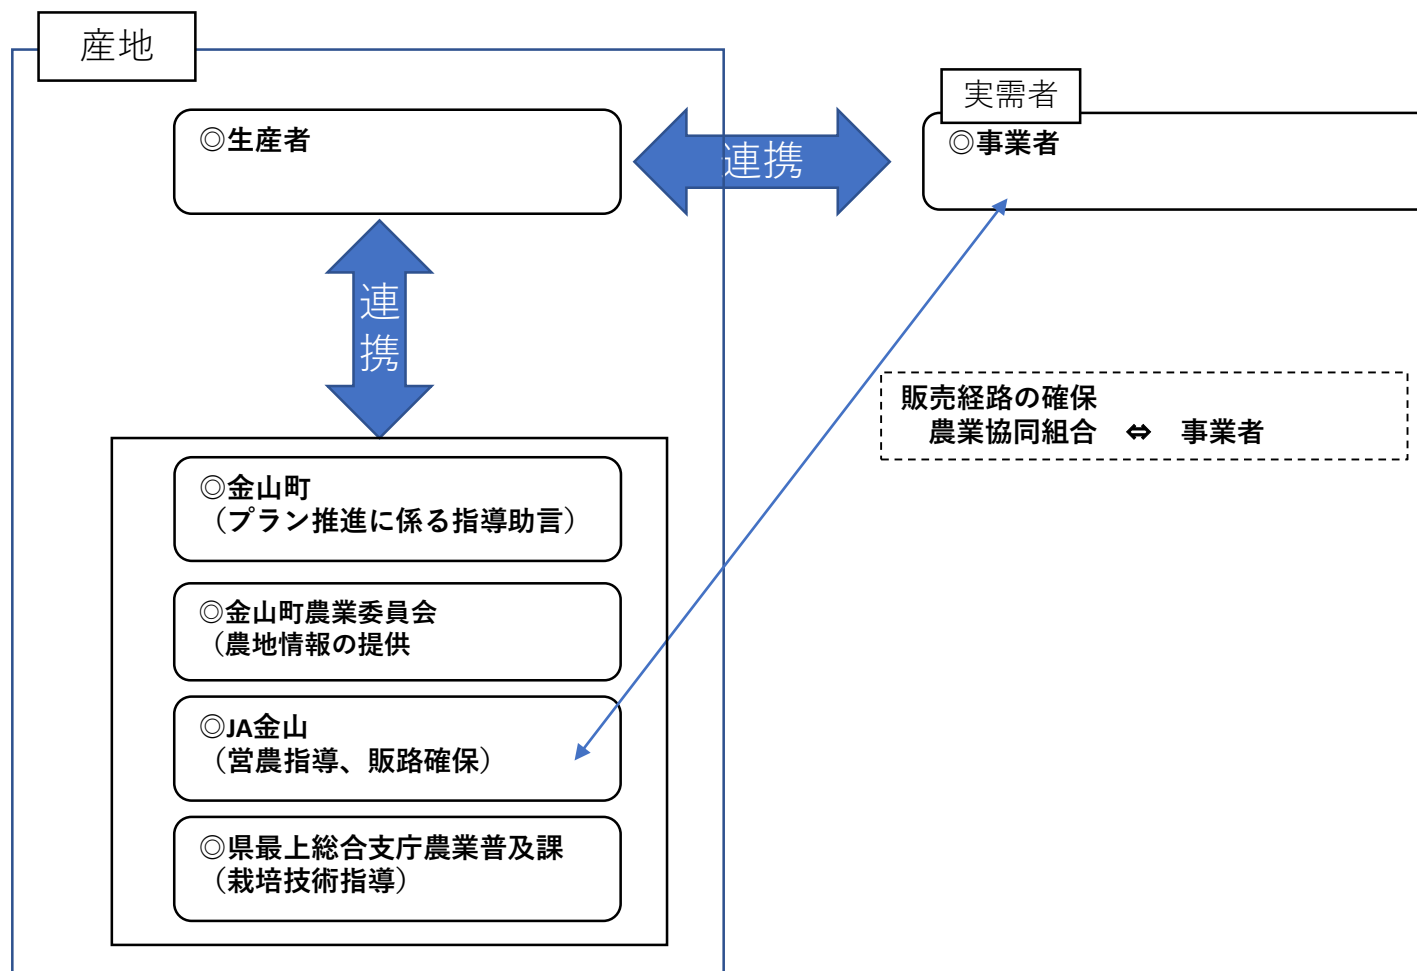 産地
◎生産者
連携
実需者
◎事業者
連
携
販売経路の確保
農業協同組合　⇔　事業者
◎金山町
（プラン推進に係る指導助言）
◎金山町農業委員会
（農地情報の提供
◎JA金山
（営農指導、販路確保）
◎県最上総合支庁農業普及課
（栽培技術指導）